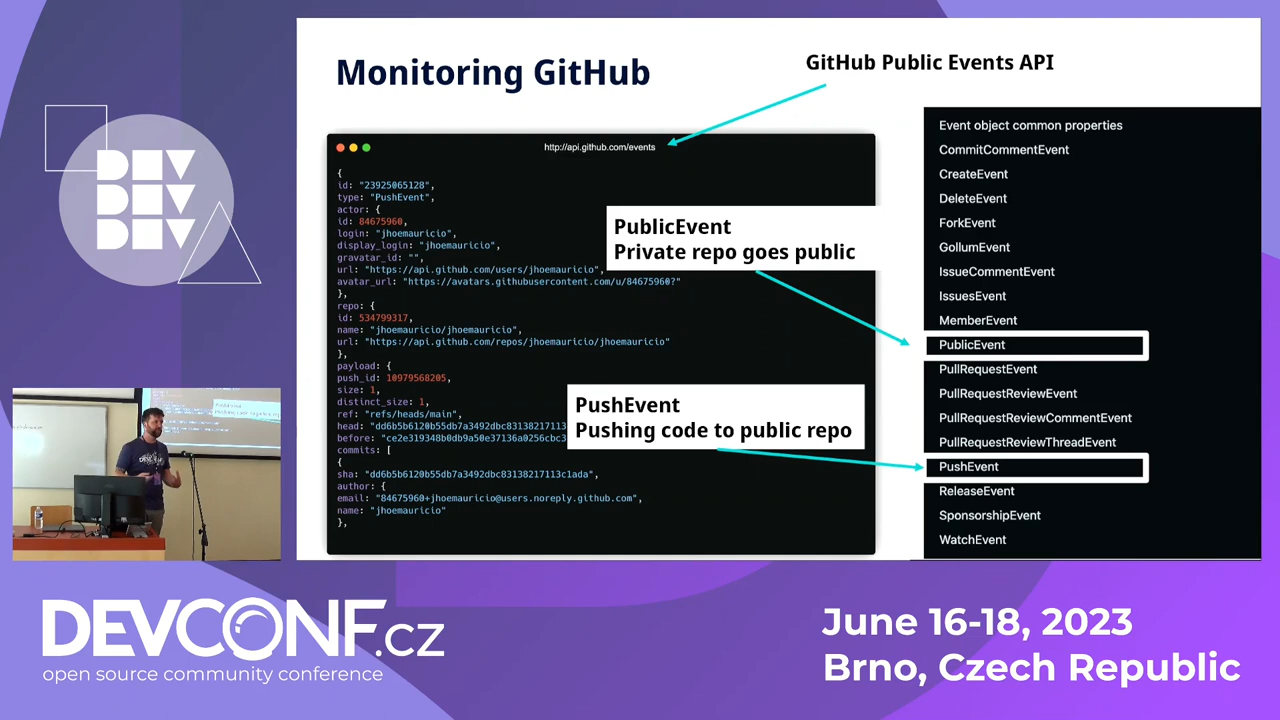 Monitoring GitHub
GitHub Public Events API
http://api.github.com/events
{
id: "23925065128",
type: "PushEvent",
actor: {
id: 84675960,
login: "jhoemauricio",
display_login: "jhoemauricio",
gravatar_id: "",
url: "https://api.github.com/users/jhoemauricio",
avatar_url: "https://avatars.githubusercontent.com/u/84675960?"
},
repo: {
id: 534799317,
name: "jhoemauricio/jhoemauricio",
url: "https://api.github.com/repos/jhoemauricio/jhoemauricio"
},
payload: {
push_id: 10979568205,
size: 1,
distinct_size: 1,
ref: "refs/heads/main",
head: "dd6b5b6120b55db7a3492dbc83138217113c
before: "ce2e319348b0db9a50e37136a0256cbc3
commits: [
{
sha: "dd6b5b6120b55db7a3492dbc83138217113c1ada",
author: {
email: "84675960+jhoemauricio@users.noreply.github.com",
name: "jhoemauricio"
},
PublicEvent
Private repo goes public
PushEvent
Pushing code to public repo
Event object common properties
CommitCommentEvent
CreateEvent
DeleteEvent
ForkEvent
GollumEvent
IssueCommentEvent
IssuesEvent
MemberEvent
PublicEvent
PullRequestEvent
PullRequestReviewEvent
PullRequestReviewCommentEvent
PullRequestReviewThreadEvent
PushEvent
ReleaseEvent
SponsorshipEvent
WatchEvent
DEV
DEV
DEV
DEVCONF.cz
open source community conference
June 16-18, 2023
Brno, Czech Republic